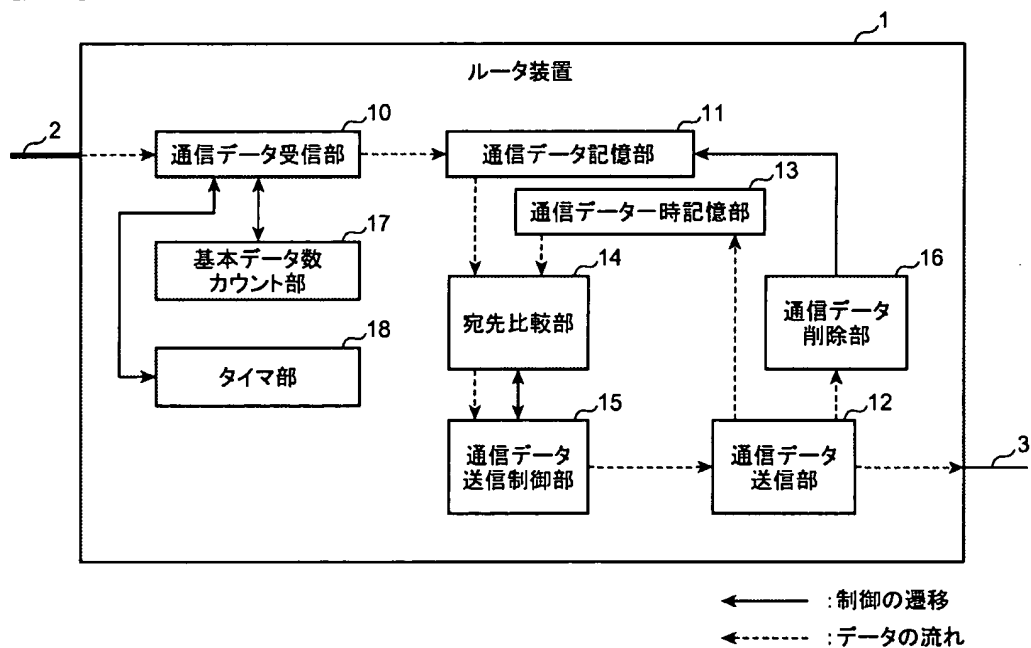 1
ルータ装置
2
10
通信データ受信部
11
通信データ記憶部
13
通信データ一時記憶部
17
基本データ数
カウント部
14
宛先比較部
16
通信データ
削除部
18
タイマ部
15
通信データ
送信制御部
12
通信データ
送信部
3
:制御の遷移
:データの流れ